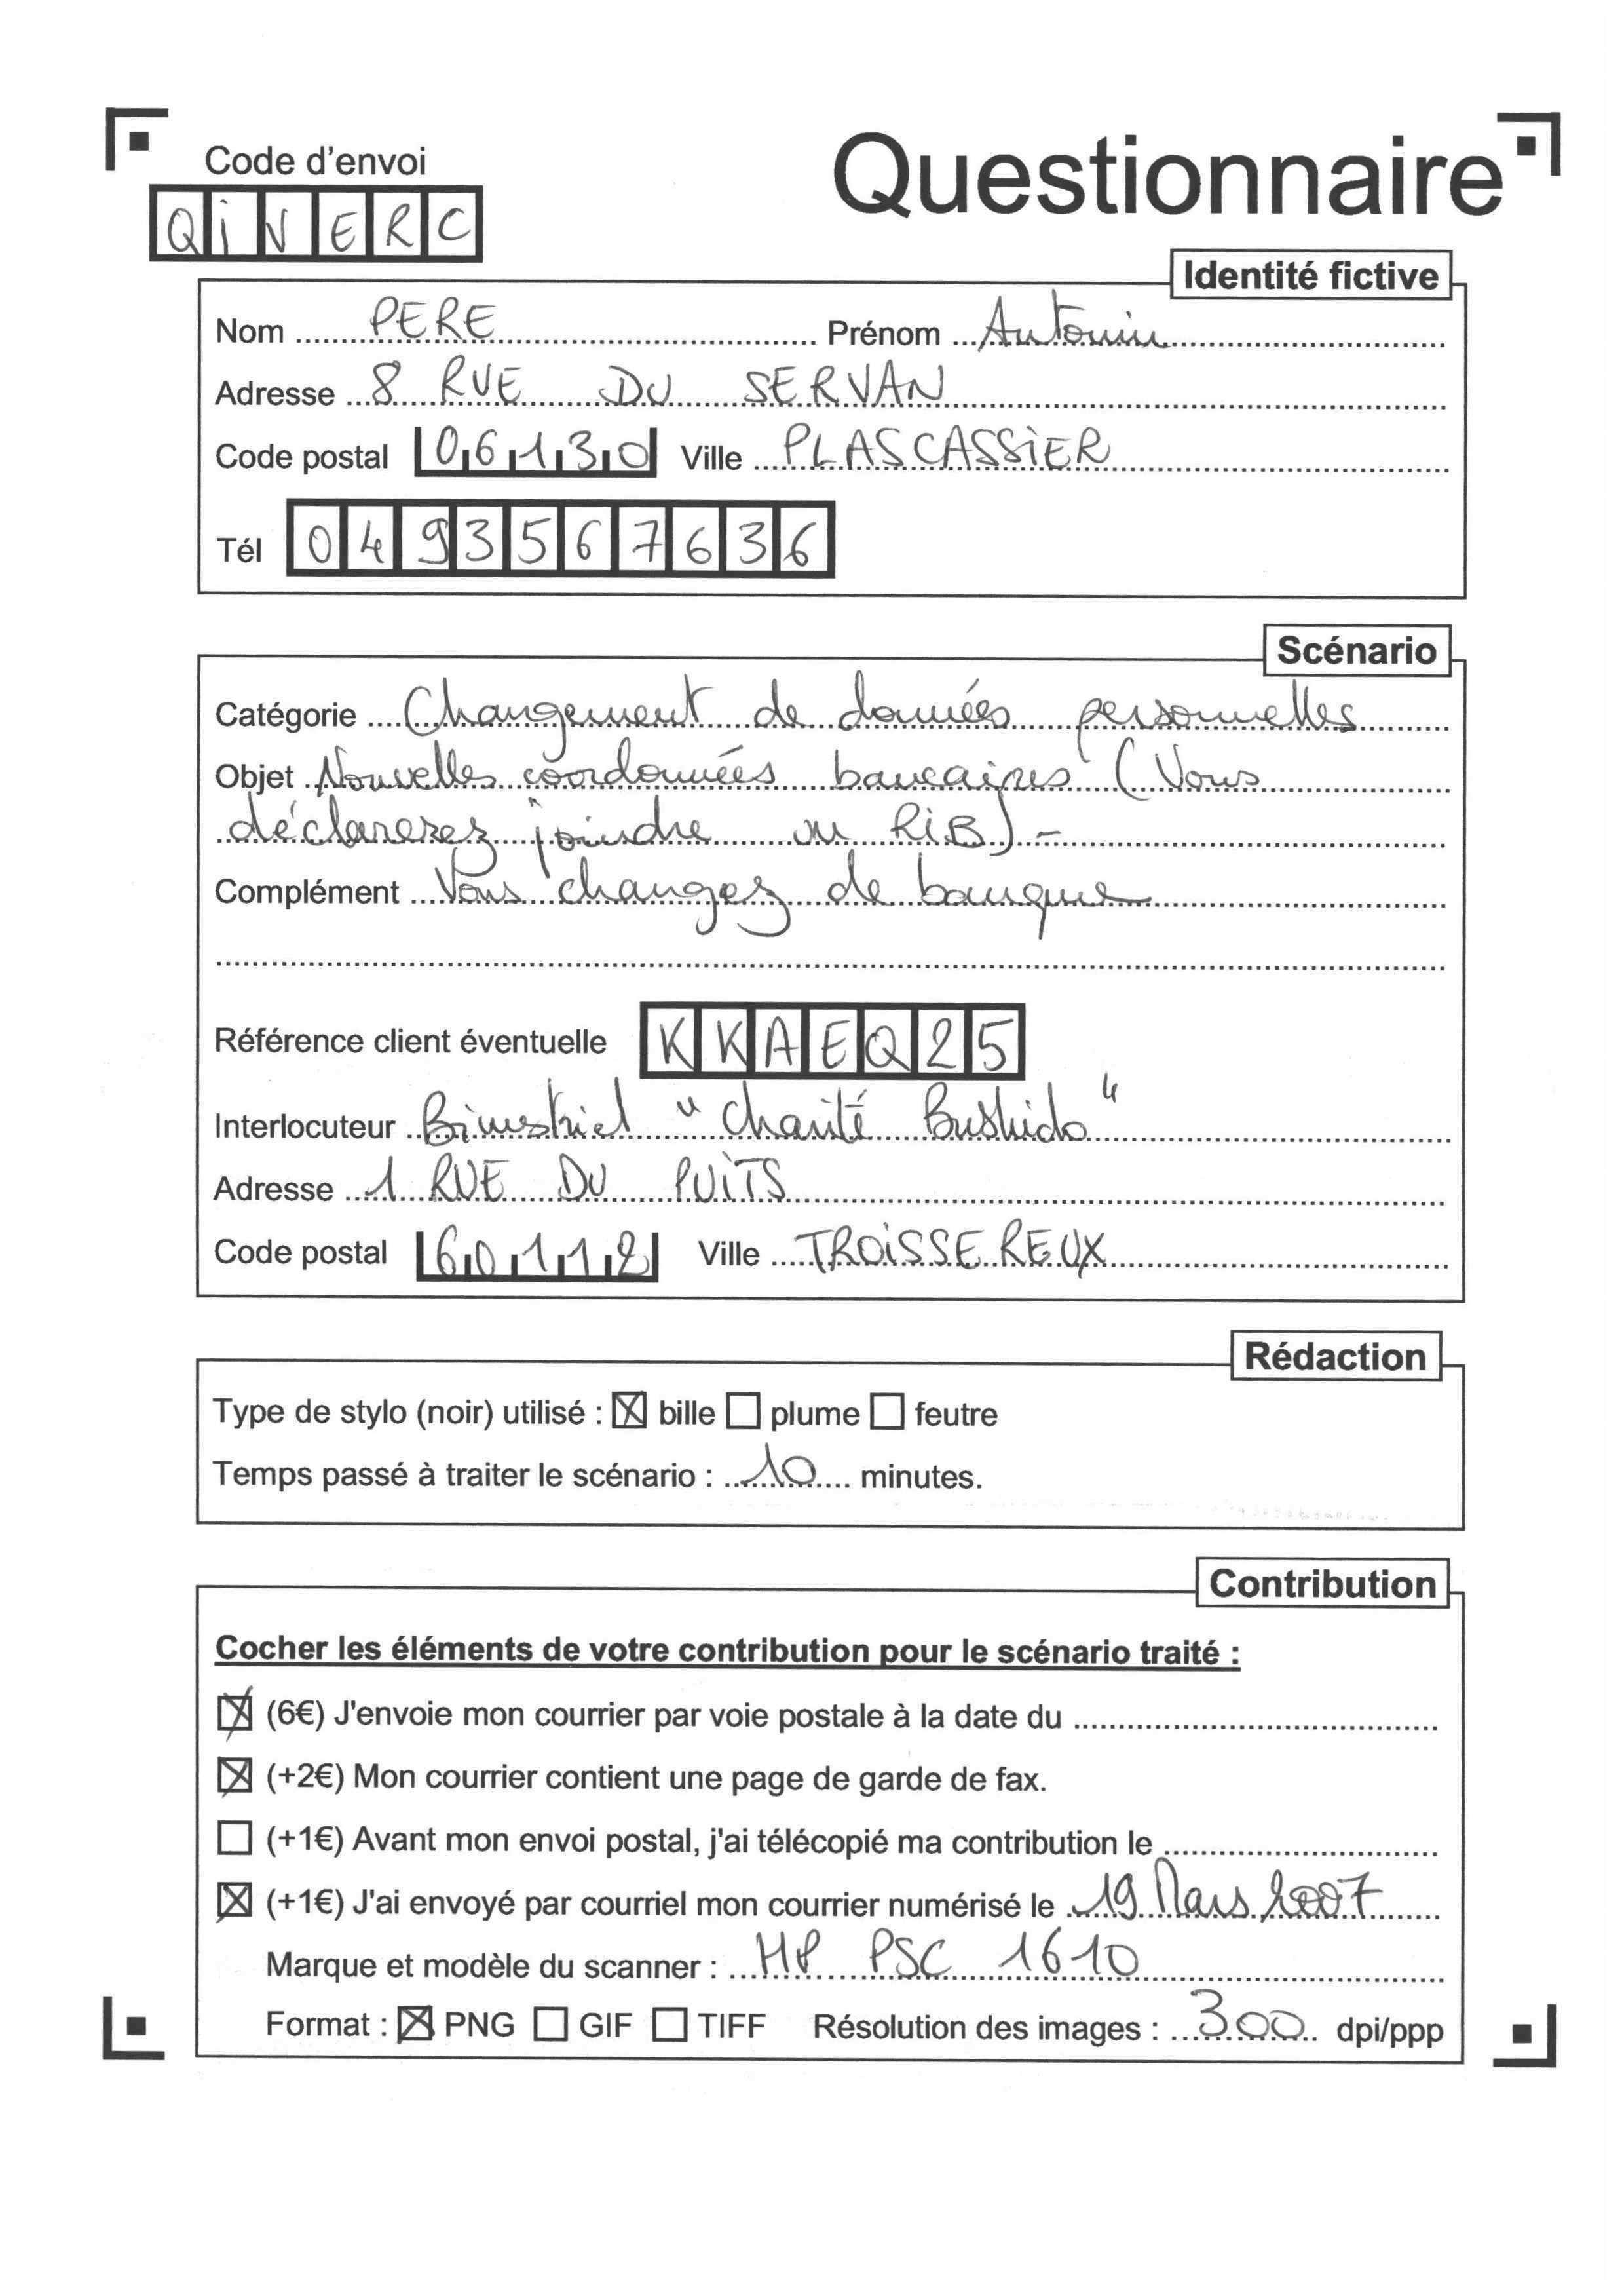 Questionnaire
Code d'envoi
QiNERC
Identité fictive
Nom PERE Prénom Antonin
Adresse 8 RUE DU SERVAN
Code postal 06130 Ville PLASCASSiER
Tél 0493567636
Scénario
Catégorie Changement de données personnelles
Objet Nouvelles coordonnées bancaires (Vous
déclarerez joindre un RiB) -
Complément Vous changez de banque
Référence client éventuelle KKAEQ25
Interlocuteur Bimestriel "Charité Bushido"
Adresse 1 RUE DU PUiTS
Code postal 60112 Ville TROiSSEREUX
Rédaction
Type de stylo (noir) utilisé : bille plume feutre
Temps passé à traiter le scénario : 10 minutes.
Contribution
Cocher les éléments de votre contribution pour le scénario traité :
(6€) J'envoie mon courrier par voie postale à la date du
(+2€) Mon courrier contient une page de garde de fax.
(+1€) Avant mon envoi postal, j'ai télécopié ma contribution le
(+1€) J'ai envoyé par courriel mon courrier numérisé le 19 Mars 2007
Marque et modèle du scanner : HP PSC 1610
Format : PNG GIF TIFF Résolution des images : 300 dpi/ppp